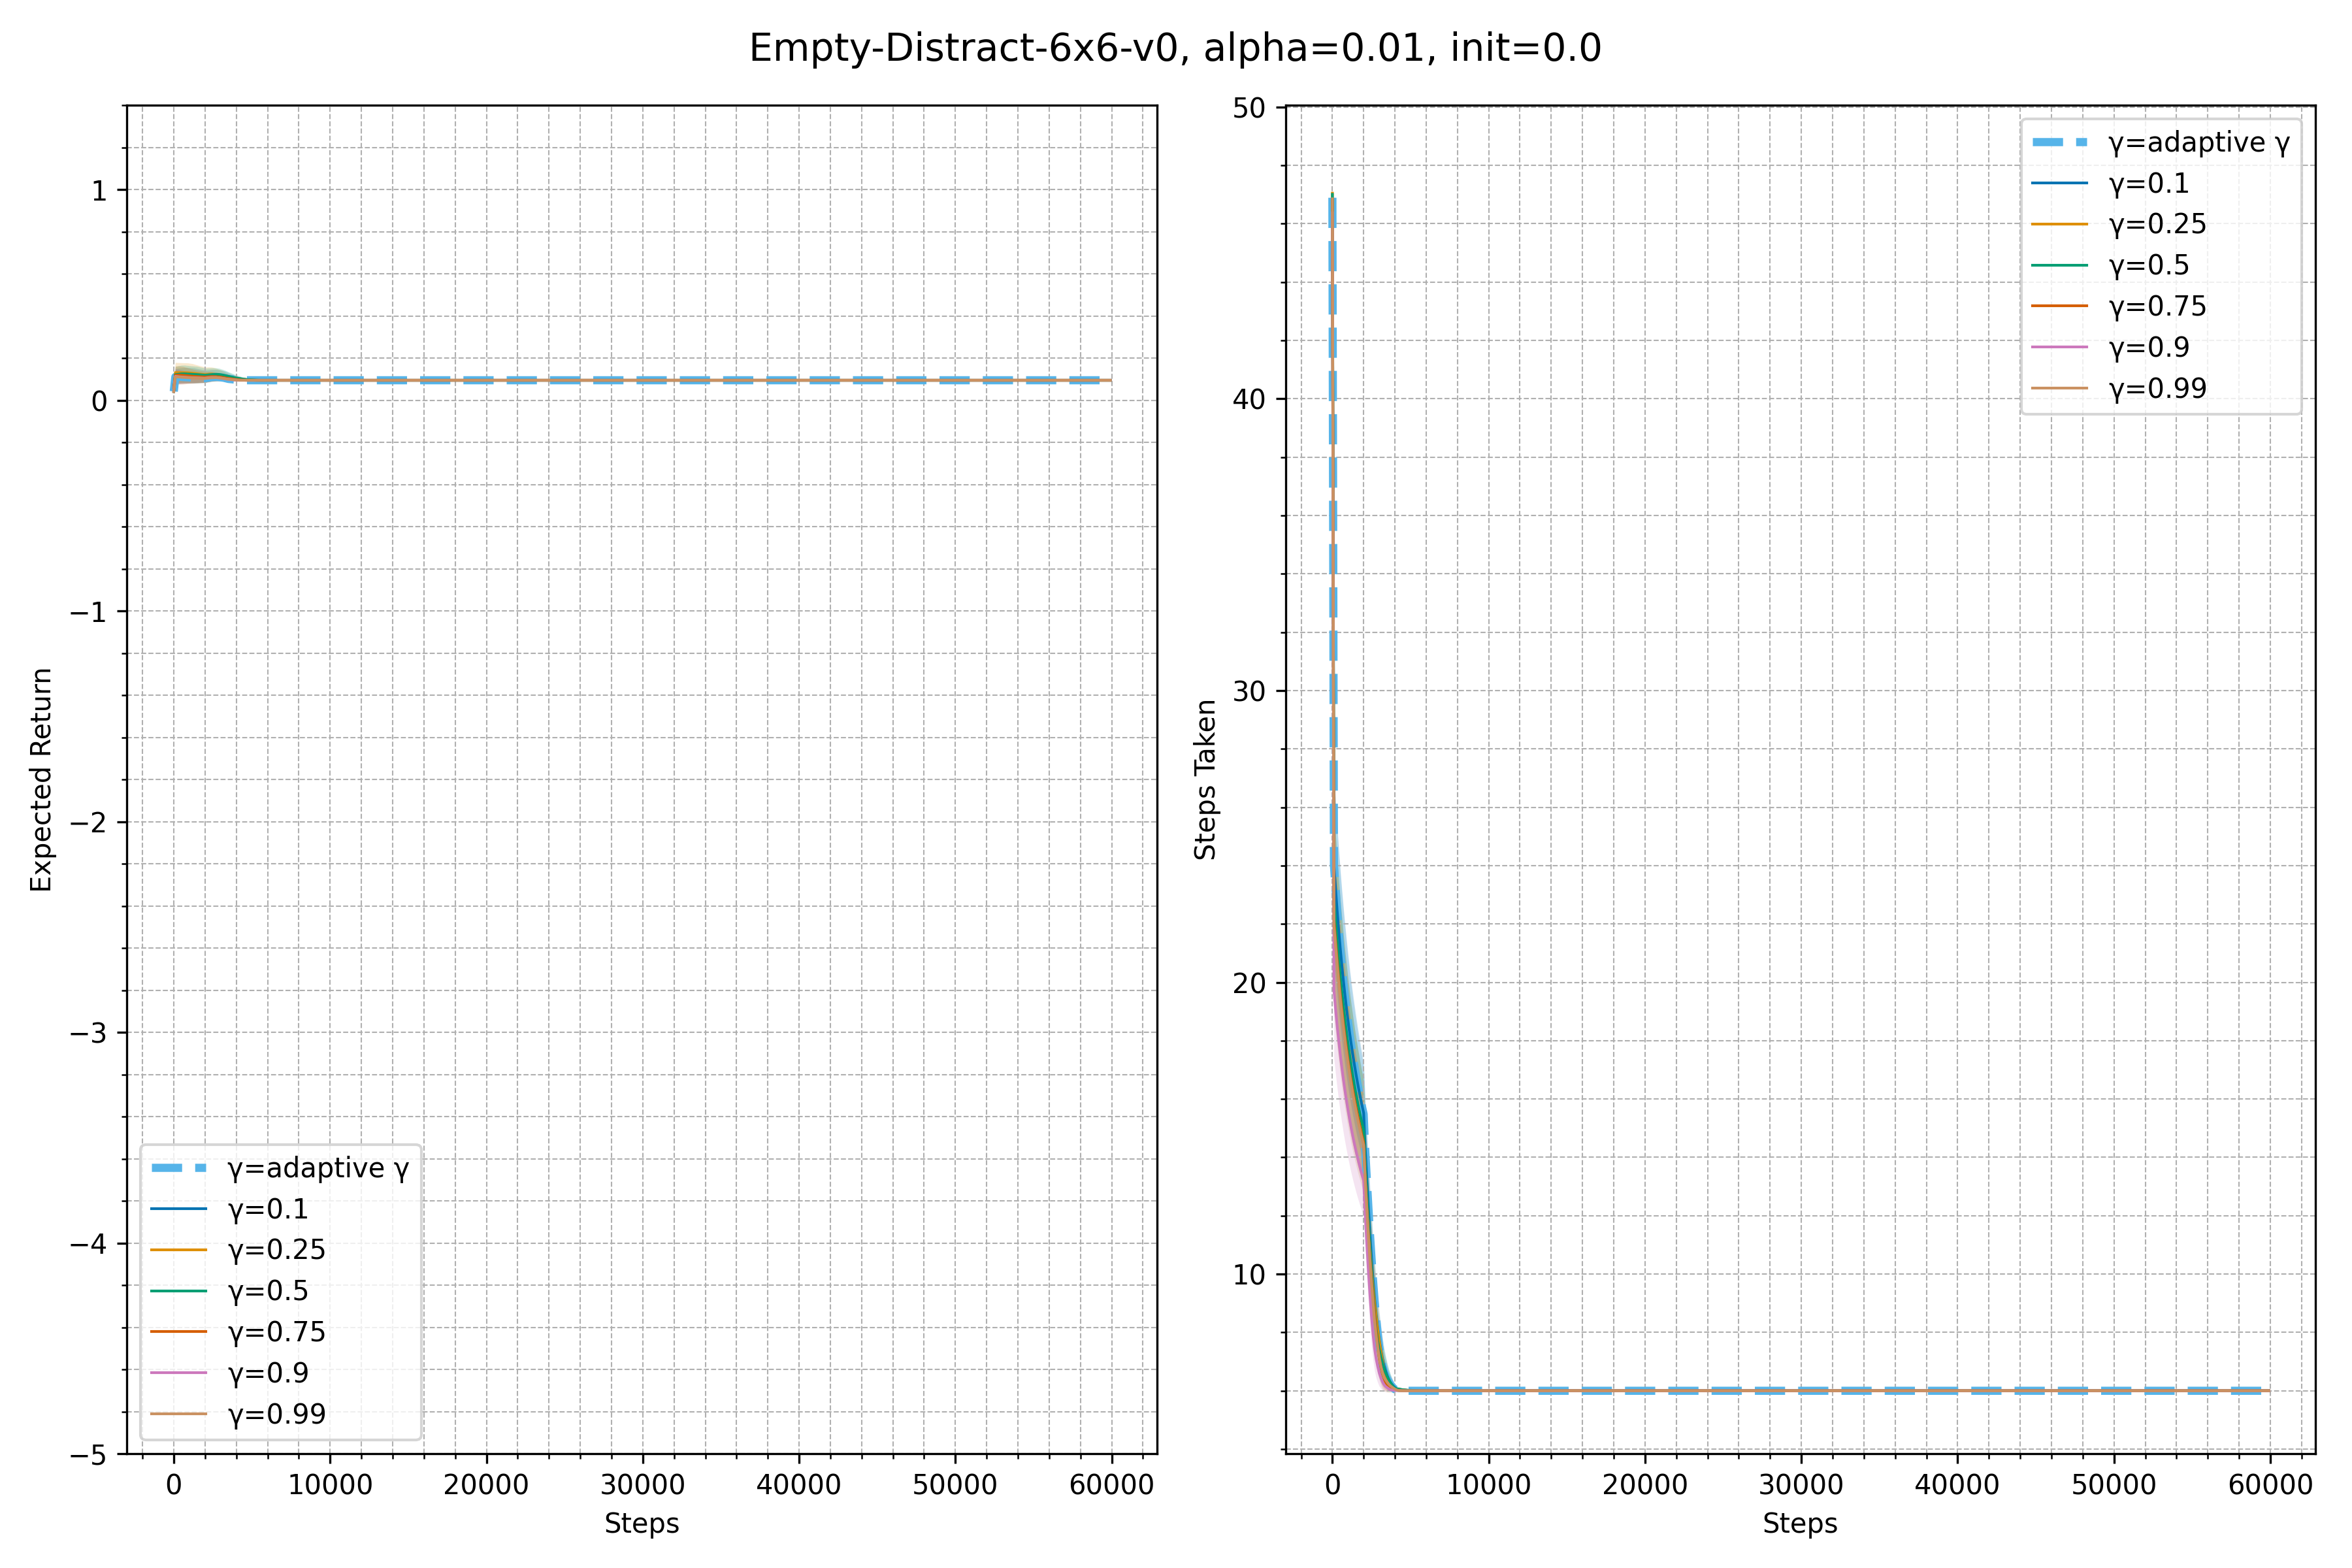 Empty-Distract-6x6-v0, alpha=0.01, init=0.0
Expected Return
1
0
−1
−2
−3
−4
−5
γ=adaptive γ
γ=0.1
γ=0.25
γ=0.5
γ=0.75
γ=0.9
γ=0.99
0 10000 20000 30000 40000 50000 60000
Steps
Steps Taken
50
40
30
20
10
γ=adaptive γ
γ=0.1
γ=0.25
γ=0.5
γ=0.75
γ=0.9
γ=0.99
0 10000 20000 30000 40000 50000 60000
Steps